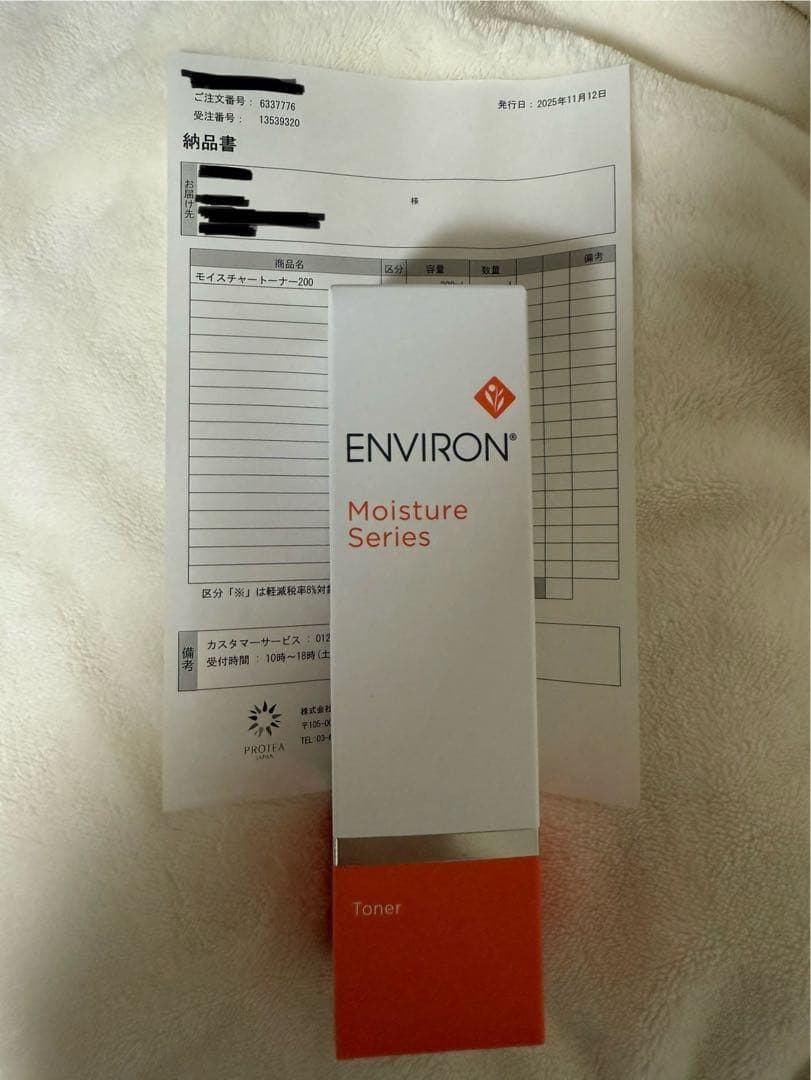 ご注文番号： 6337776
受注番号： 13539320
発行日：2025年11月12日
納品書
お届け先
様
商品名 区分 容量 数量 備考
モイスチャートーナー200
ENVIRON®
Moisture
Series
区分「※」は軽減税率8%対
備考
カスタマーサービス ： 012
受付時間 ： 10時～18時(土
PROTEA
JAPAN
株式会
〒105-00
TEL:03-
Toner